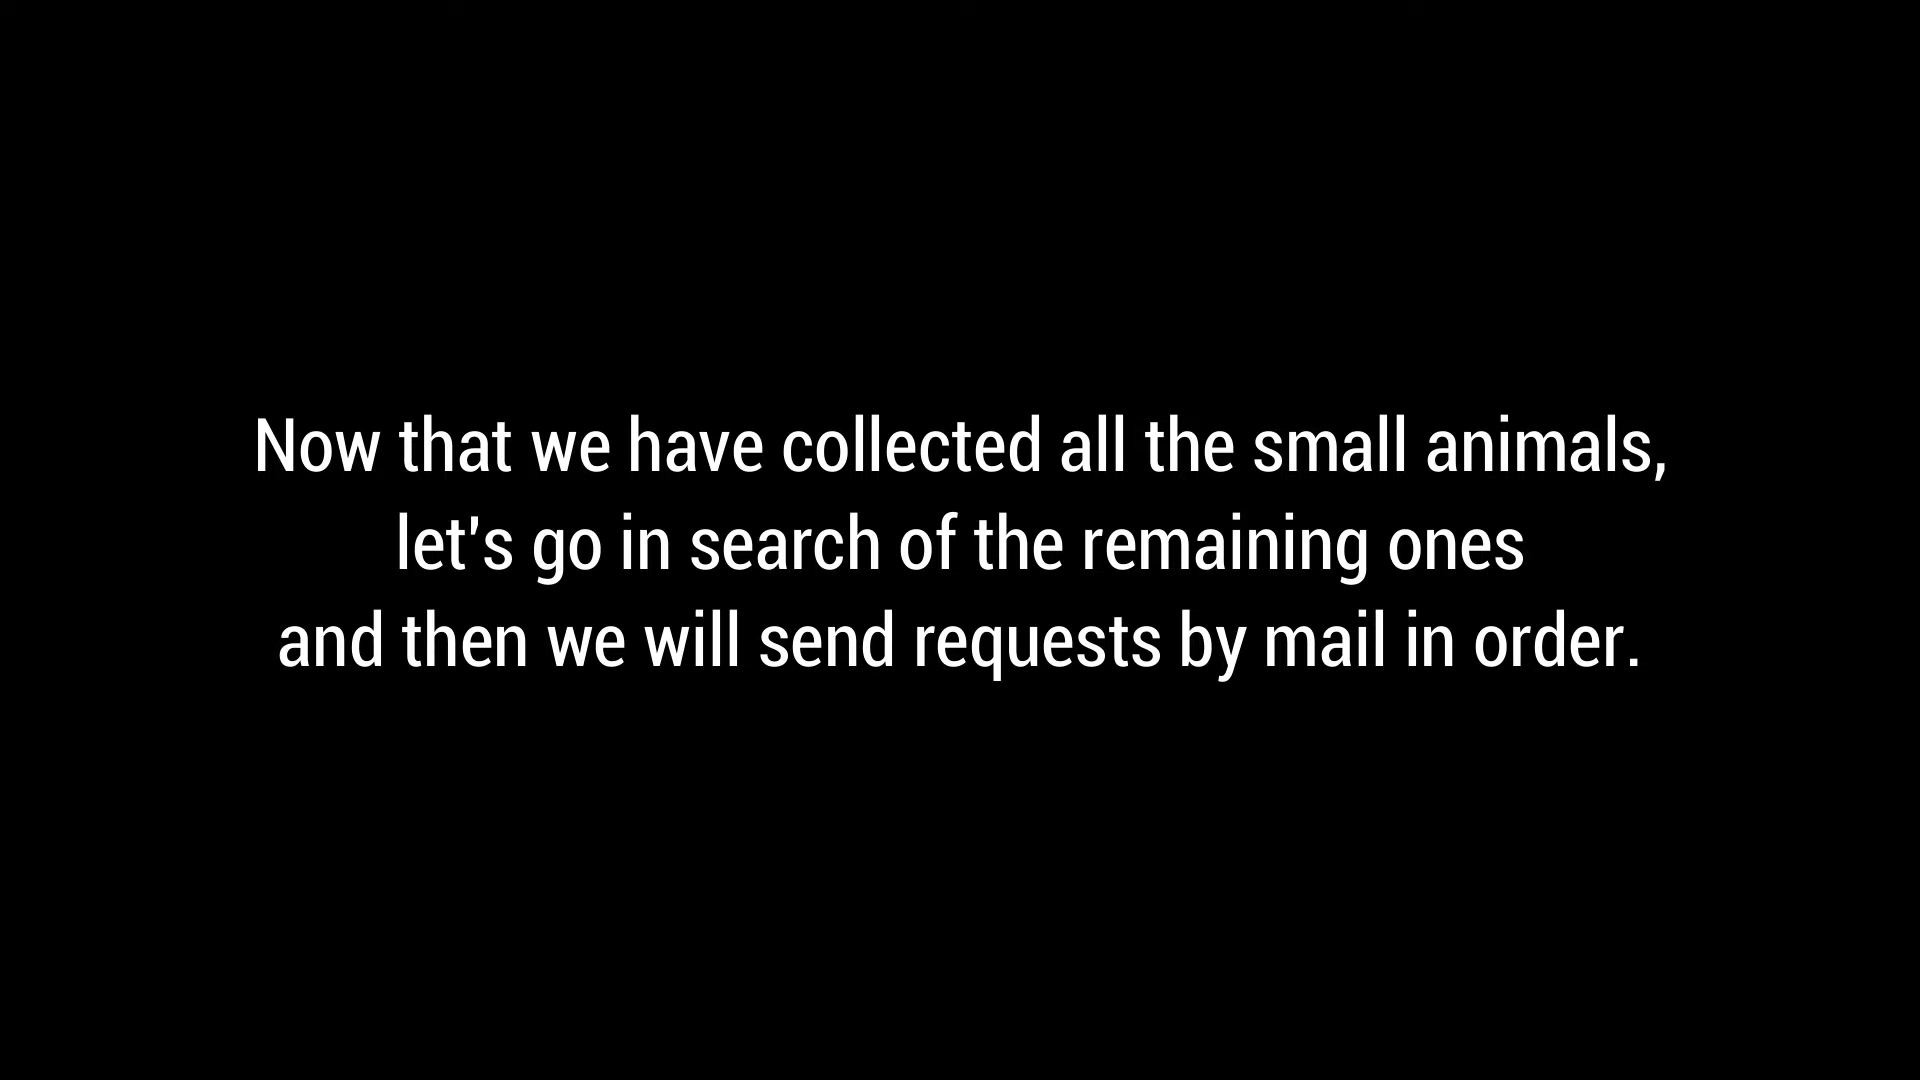 Now that we have collected all the small animals,
let's go in search of the remaining ones
and then we will send requests by mail in order.